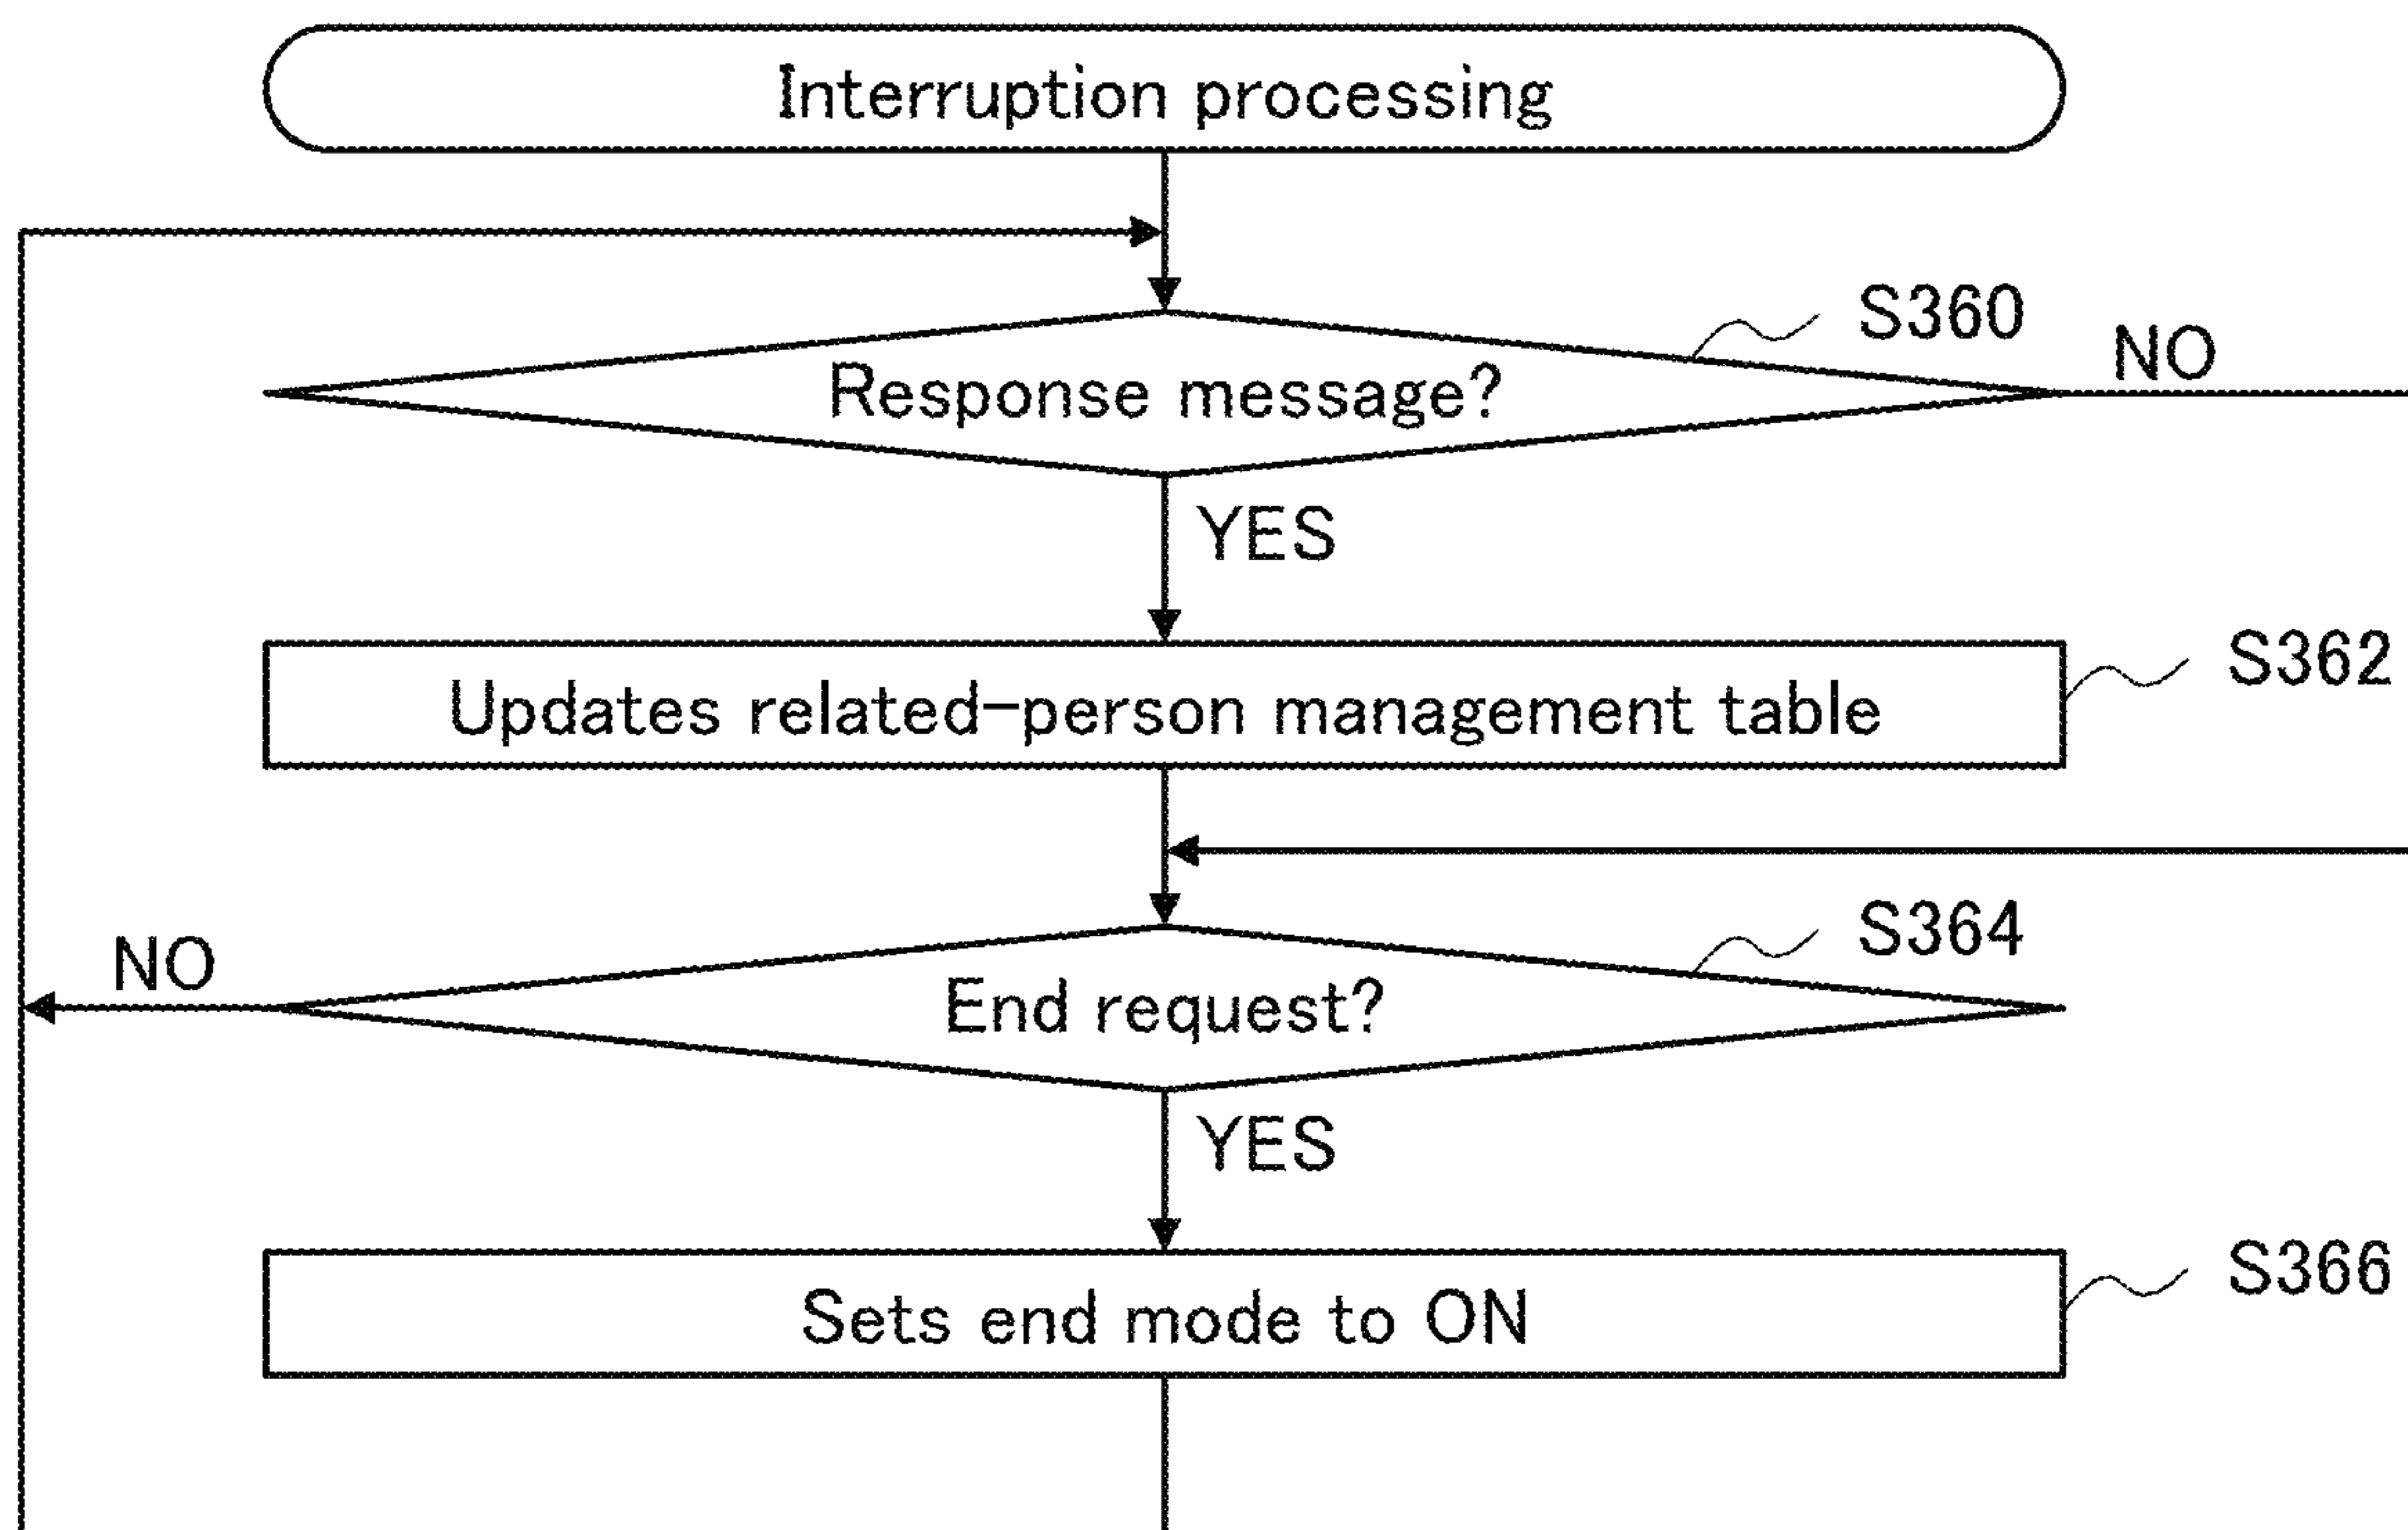 Interruption processing
S360
NO
Response message?
YES
S362
Updates related-person management table
S364
NO
End request?
YES
S366
Sets end mode to ON